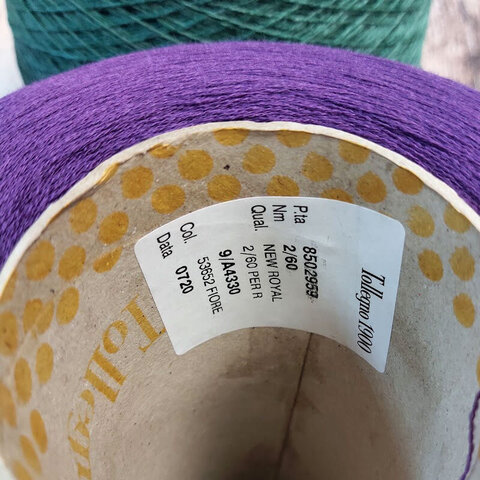 Tollegno 1900
P.ta 8502959
Nm 2/60
Qual. NEW ROYAL
2/60 PER R
Col. 9/A4330
53652 FIORE
Data 0720
Tolleg